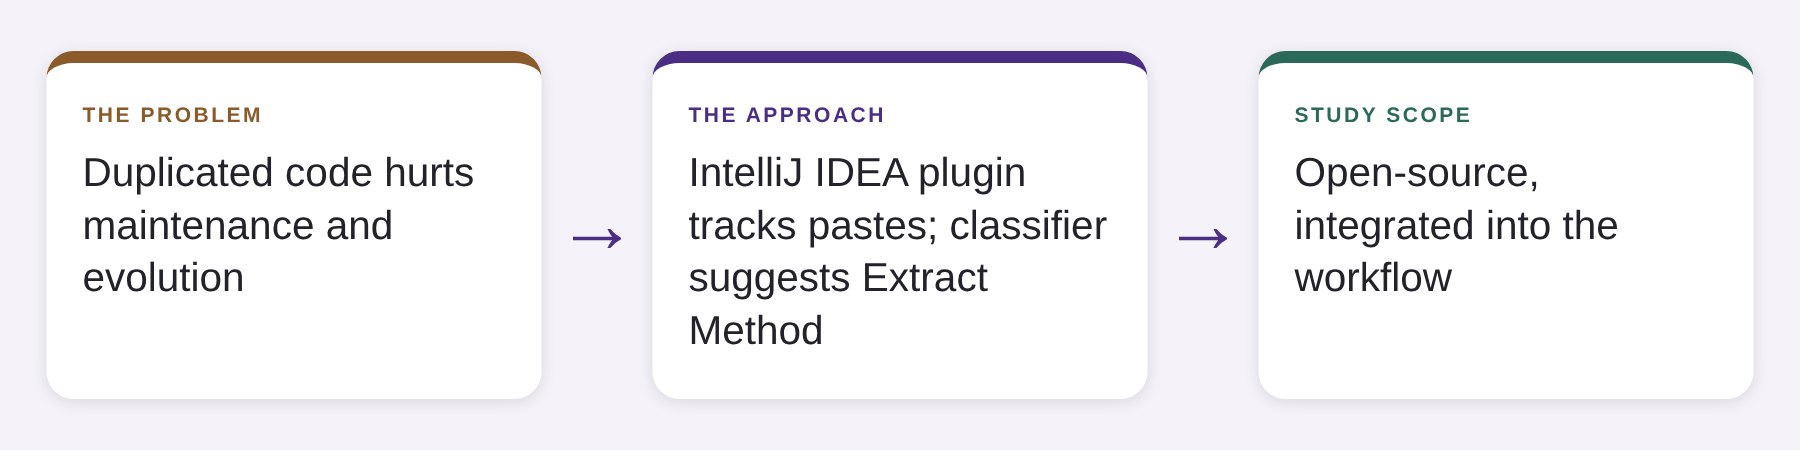 THE PROBLEM
Duplicated code hurts
maintenance and
evolution
→
THE APPROACH
IntelliJ IDEA plugin
tracks pastes; classifier
suggests Extract
Method
→
STUDY SCOPE
Open-source,
integrated into the
workflow